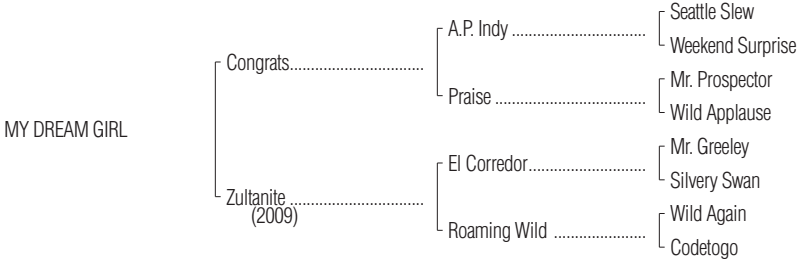 Seattle Slew
A.P. Indy ..............................
Weekend Surprise
Congrats..............................
Mr. Prospector
Praise ..................................
Wild Applause
MY DREAM GIRL
Mr. Greeley
El Corredor..........................
Silvery Swan
Zultanite ..............................
(2009)
Wild Again
Roaming Wild .....................
Codetogo